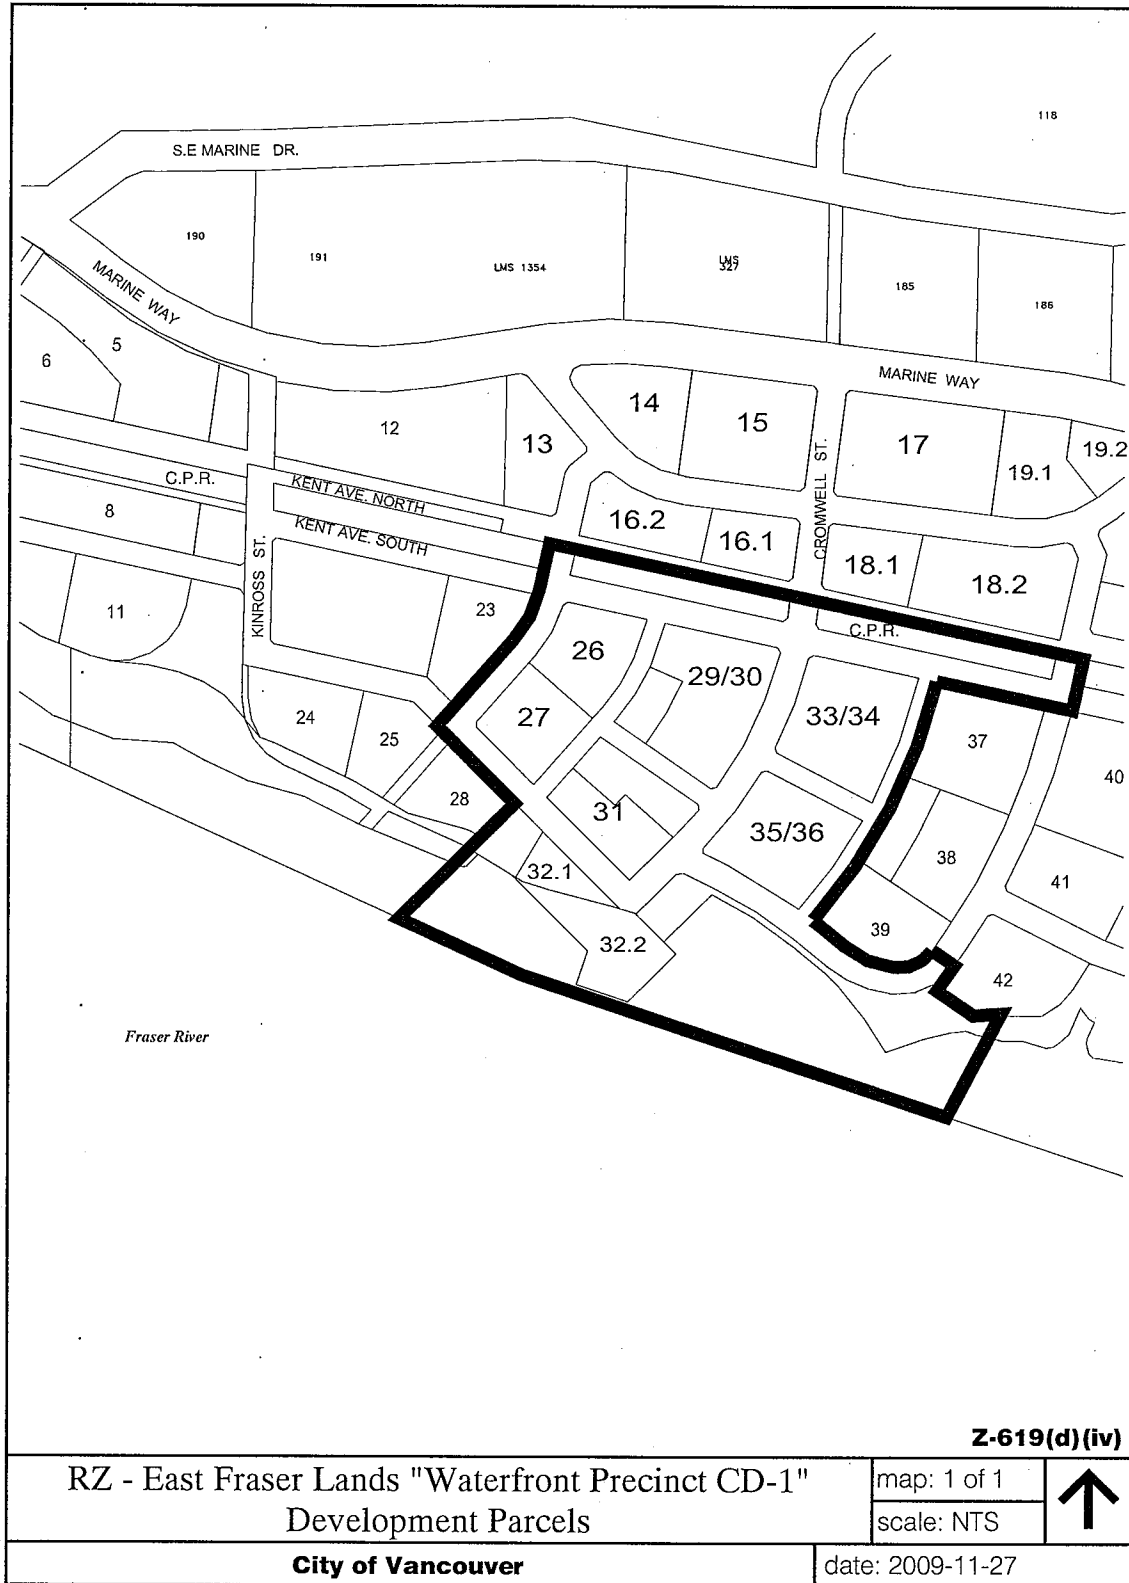 118
S.E MARINE DR.
190
191
LMS 1354
LMS
327
185
186
MARINE WAY
5
6
MARINE WAY
14
15
12
13
17
19.1
19.2
CROMWELL ST.
C.P.R.
KENT AVE. NORTH
8
KENT AVE. SOUTH
16.2
16.1
18.1
18.2
KINROSS ST.
11
23
C.P.R.
26
29/30
27
33/34
24
25
37
28
40
31
35/36
38
32.1
41
39
32.2
42
Fraser River
Z-619(d)(iv)
RZ - East Fraser Lands "Waterfront Precinct CD-1"
Development Parcels
map: 1 of 1
scale: NTS
City of Vancouver
date: 2009-11-27